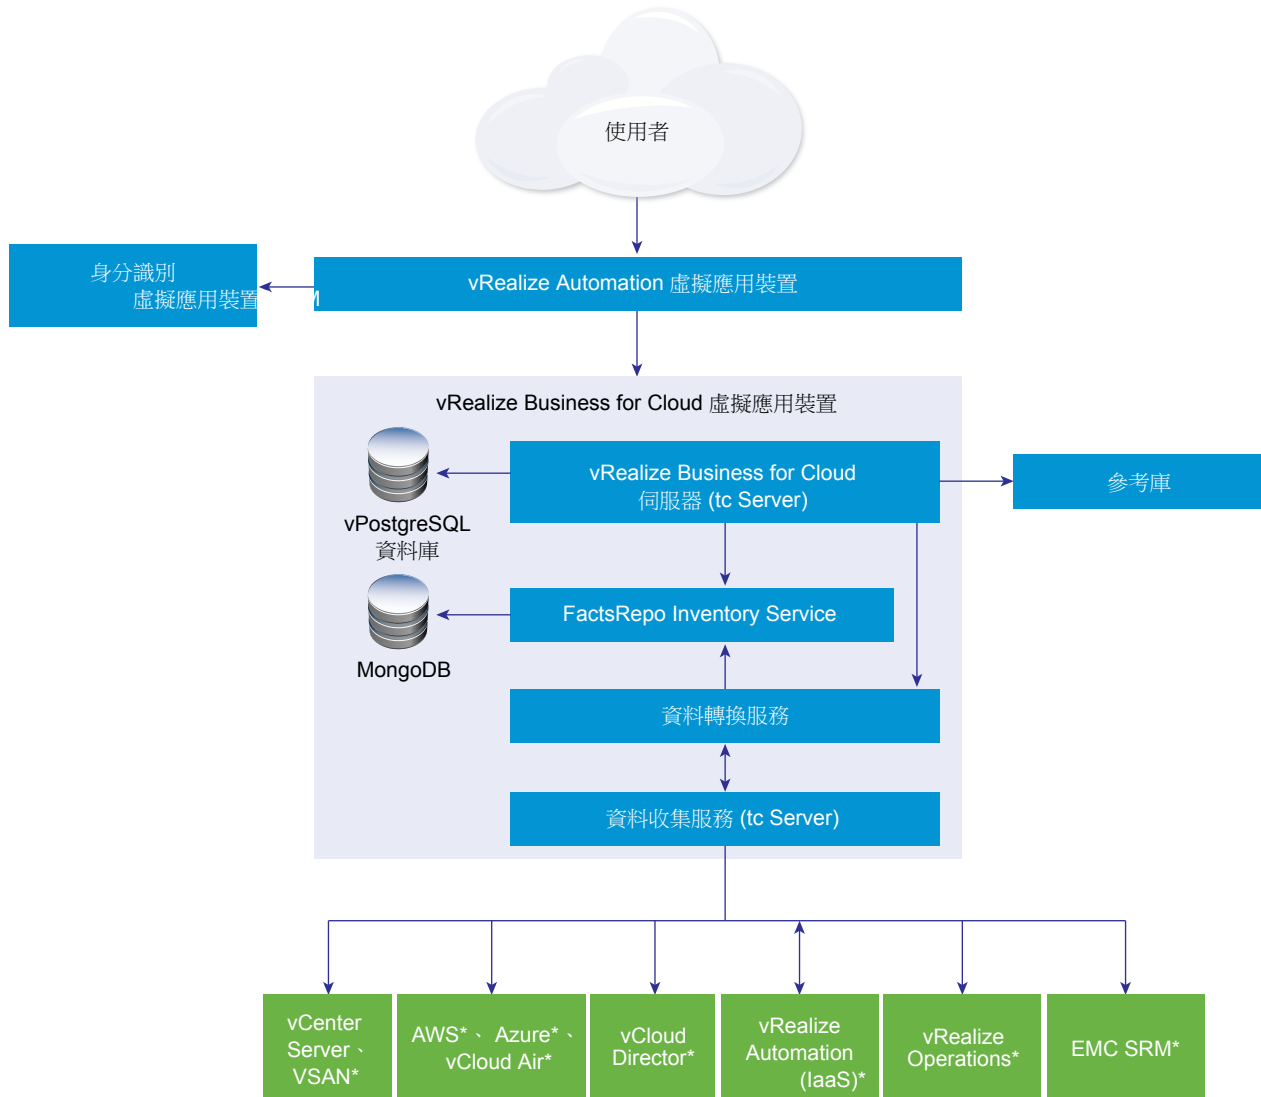 使用者
身分識別
虛擬應用裝置 M
vRealize Automation 虛擬應用裝置
vRealize Business for Cloud 虛擬應用裝置
vRealize Business for Cloud
伺服器 (tc Server)
參考庫
vPostgreSQL
資料庫
FactsRepo Inventory Service
MongoDB
資料轉換服務
資料收集服務 (tc Server)
vCenter
Server、
VSAN*
AWS*、 Azure*、
vCloud Air*
vCloud
Director*
vRealize
Automation
(IaaS)*
vRealize
Operations*
EMC SRM*